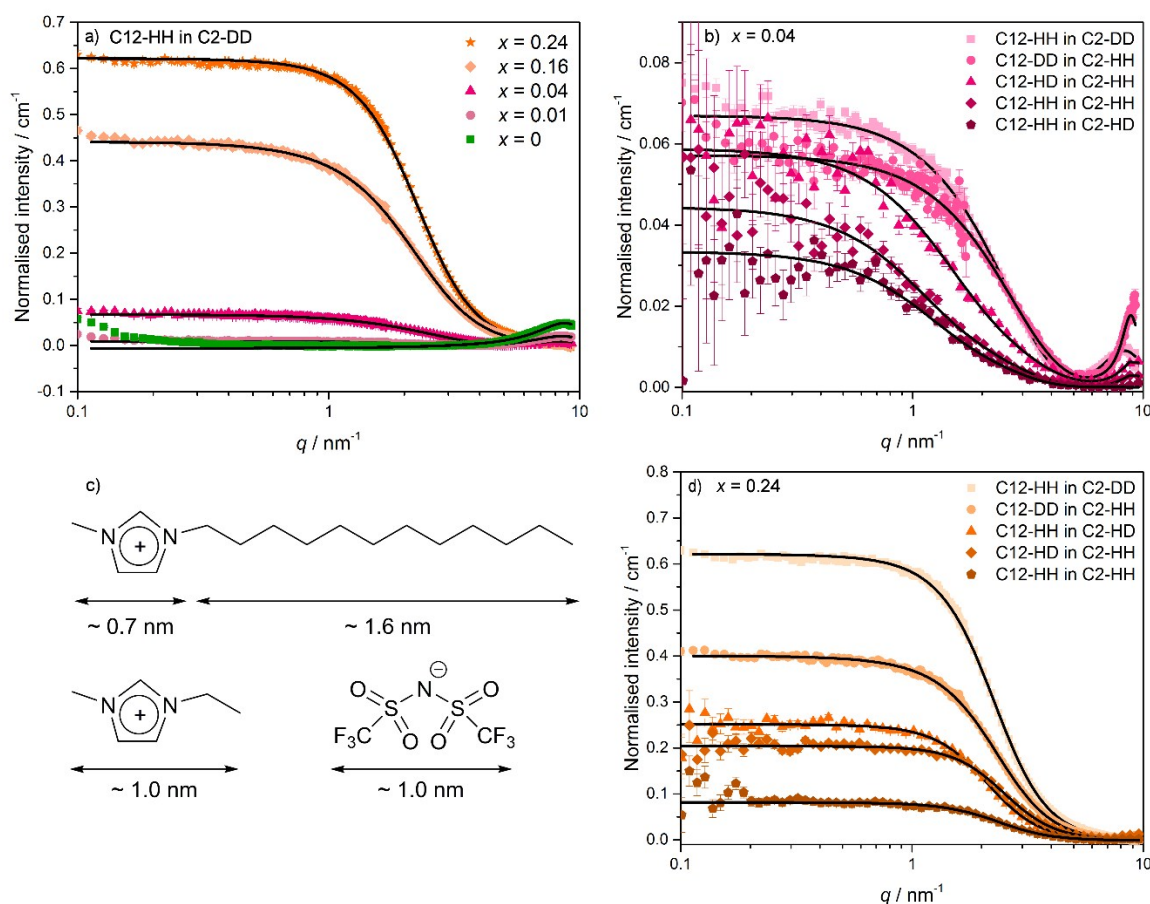 a) C12-HH in C2-DD
x = 0.24
x = 0.16
x = 0.04
x = 0.01
x = 0
0.7
0.6
0.5
0.4
0.3
0.2
0.1
0.0
-0.1
Normalised intensity / cm⁻¹
0.1 1 10
q / nm⁻¹
b) x = 0.04
C12-HH in C2-DD
C12-DD in C2-HH
C12-HD in C2-HH
C12-HH in C2-HH
C12-HH in C2-HD
0.08
0.06
0.04
0.02
0.00
Normalised intensity / cm⁻¹
0.1 1 10
q / nm⁻¹
c)
N N
+
~ 0.7 nm ~ 1.6 nm
N N
+
~ 1.0 nm
O N ⊖ O
S S
F₃C O O CF₃
~ 1.0 nm
d) x = 0.24
C12-HH in C2-DD
C12-DD in C2-HH
C12-HH in C2-HD
C12-HD in C2-HH
C12-HH in C2-HH
0.8
0.7
0.6
0.5
0.4
0.3
0.2
0.1
0.0
Normalised intensity / cm⁻¹
0.1 1 10
q / nm⁻¹